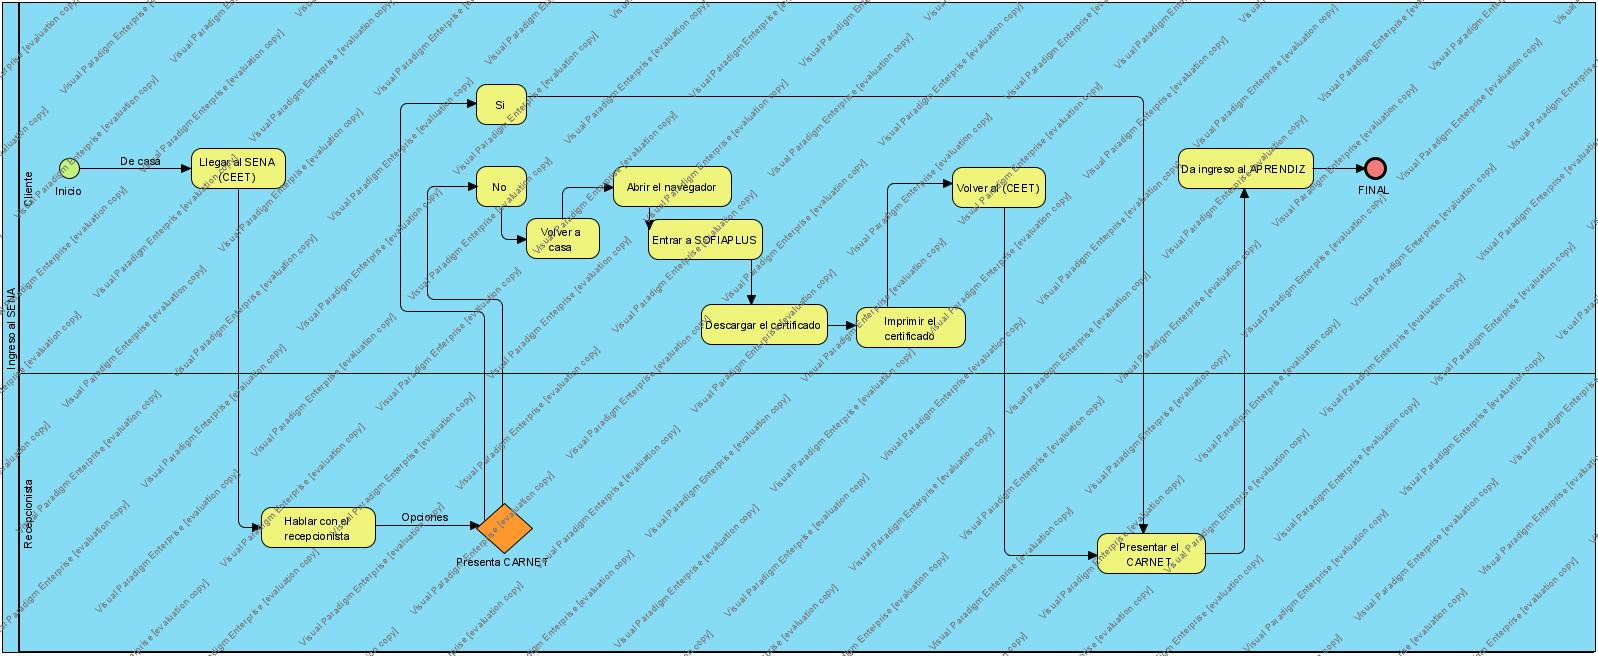 Ingreso al SENA
Cliente
Inicio
De casa
Llegar al SENA
(CEET)
Si
No
Volver a
casa
Abrir el navegador
Entrar a SOFIAPLUS
Descargar el certificado
Imprimir el
certificado
Volver al (CEET)
Da ingreso al APRENDIZ
FINAL
Recepcionista
Hablar con el
recepcionista
Opciones
Presenta CARNET
Presentar el
CARNET
Visual Paradigm Enterprise [evaluation copy]